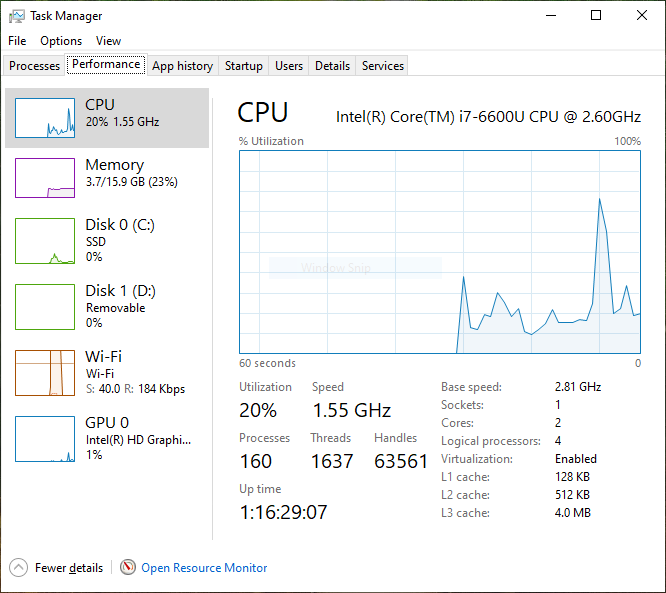 Task Manager
File Options View
Processes Performance App history Startup Users Details Services
CPU
20% 1.55 GHz
Memory
3.7/15.9 GB (23%)
Disk 0 (C:)
SSD
0%
Disk 1 (D:)
Removable
0%
Wi-Fi
Wi-Fi
S: 40.0 R: 184 Kbps
GPU 0
Intel(R) HD Graphi...
1%
CPU Intel(R) Core(TM) i7-6600U CPU @ 2.60GHz
% Utilization 100%
Window Snip
60 seconds 0
Utilization Speed
20% 1.55 GHz
Processes Threads Handles
160 1637 63561
Up time
1:16:29:07
Base speed: 2.81 GHz
Sockets: 1
Cores: 2
Logical processors: 4
Virtualization: Enabled
L1 cache: 128 KB
L2 cache: 512 KB
L3 cache: 4.0 MB
Fewer details Open Resource Monitor